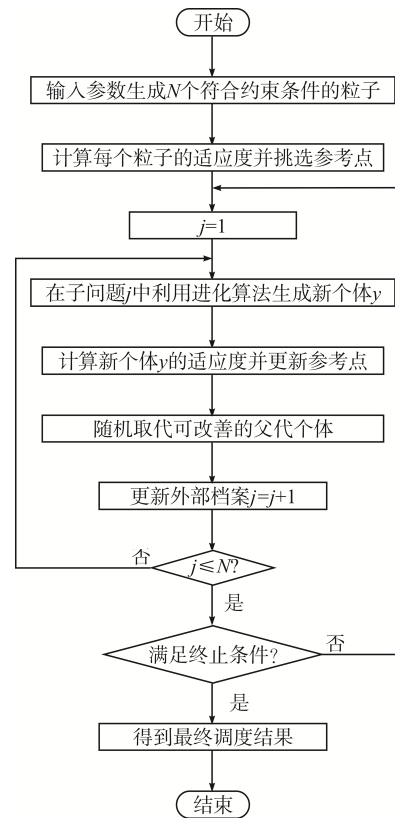 开始
输入参数生成N个符合约束条件的粒子
计算每个粒子的适应度并挑选参考点
j=1
在子问题j中利用进化算法生成新个体y
计算新个体y的适应度并更新参考点
随机取代可改善的父代个体
更新外部档案j=j+1
否
j≤N?
是
满足终止条件?
否
是
得到最终调度结果
结束